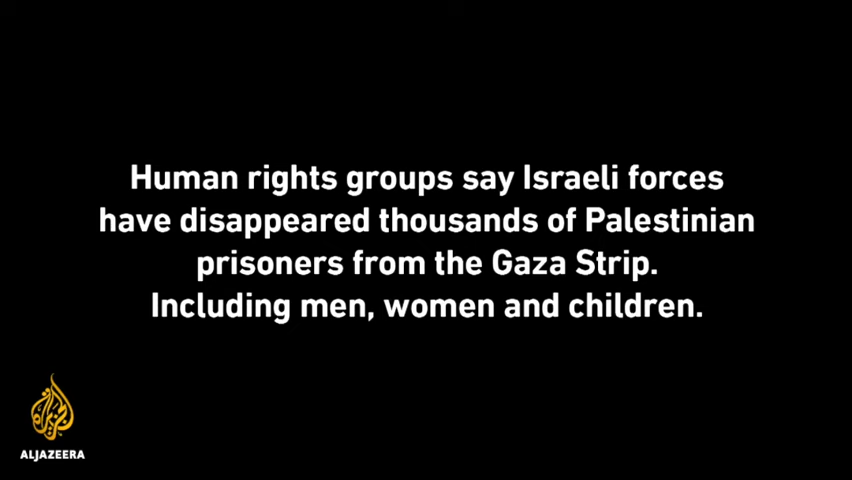 Human rights groups say Israeli forces
have disappeared thousands of Palestinian
prisoners from the Gaza Strip.
Including men, women and children.
ALJAZEERA